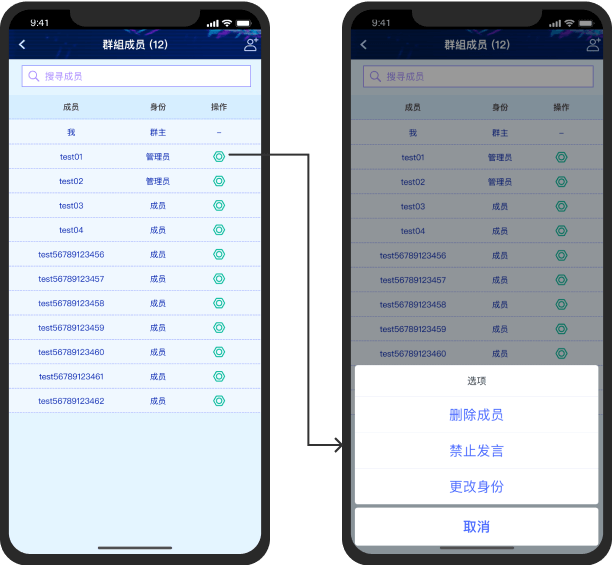 9:41
群組成员 (12)
搜寻成员
成员 身份 操作
我 群主 –
test01 管理员
test02 管理员
test03 成员
test04 成员
test56789123456 成员
test56789123457 成员
test56789123458 成员
test56789123459 成员
test56789123460 成员
test56789123461 成员
test56789123462 成员
9:41
群組成员 (12)
搜寻成员
成员 身份 操作
我 群主 –
test01 管理员
test02 管理员
test03 成员
test04 成员
test56789123456 成员
test56789123457 成员
test56789123458 成员
test56789123459 成员
test56789123460 成员
选项
删除成员
禁止发言
更改身份
取消